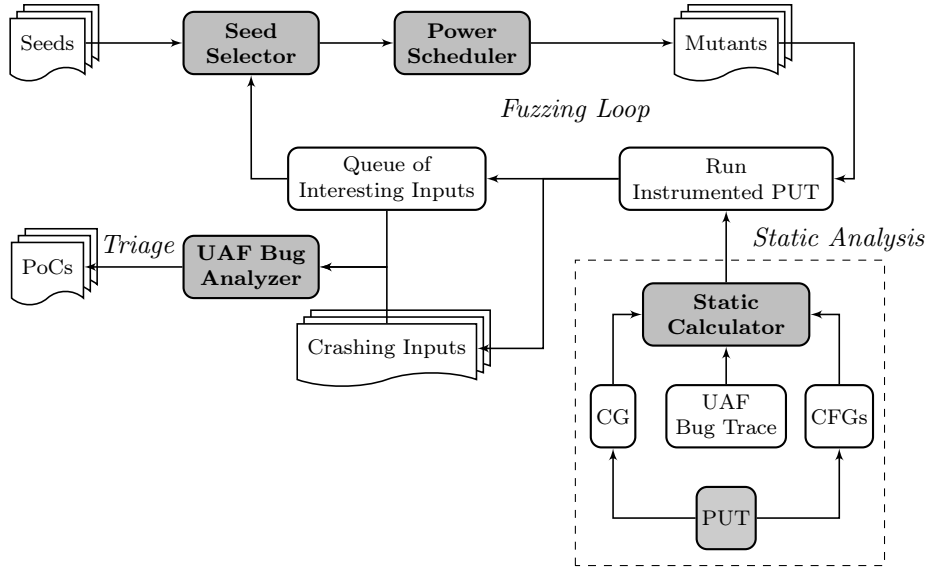 Seeds
Seed
Selector
Power
Scheduler
Mutants
Fuzzing Loop
Queue of
Interesting Inputs
Run
Instrumented PUT
PoCs
Triage
UAF Bug
Analyzer
Static Analysis
Crashing Inputs
Static
Calculator
CG
UAF
Bug Trace
CFGs
PUT